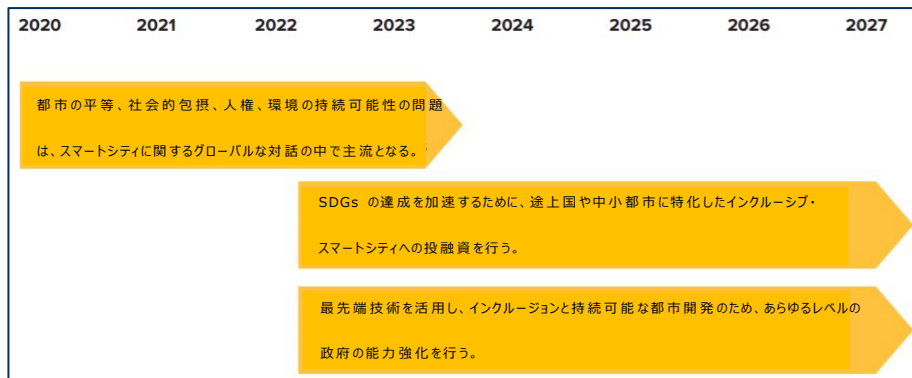 2020 2021 2022 2023 2024 2025 2026 2027
都市の平等、社会的包摂、人権、環境の持続可能性の問題
は、スマートシティに関するグローバルな対話の中で主流となる。
SDGs の達成を加速するために、途上国や中小都市に特化したインクルーシブ・
スマートシティへの投融資を行う。
最先端技術を活用し、インクルージョンと持続可能な都市開発のため、あらゆるレベルの
政府の能力強化を行う。